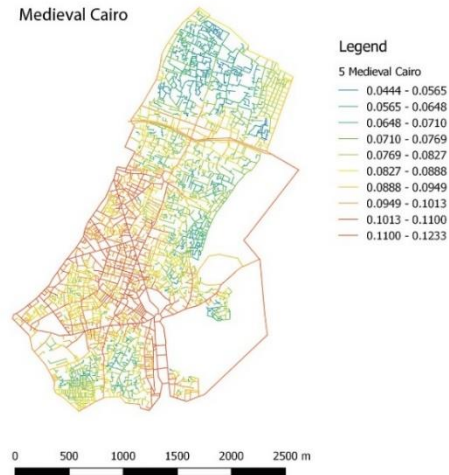 Medieval Cairo
Legend
5 Medieval Cairo
0.0444 - 0.0565
0.0565 - 0.0648
0.0648 - 0.0710
0.0710 - 0.0769
0.0769 - 0.0827
0.0827 - 0.0888
0.0888 - 0.0949
0.0949 - 0.1013
0.1013 - 0.1100
0.1100 - 0.1233
0 500 1000 1500 2000 2500 m